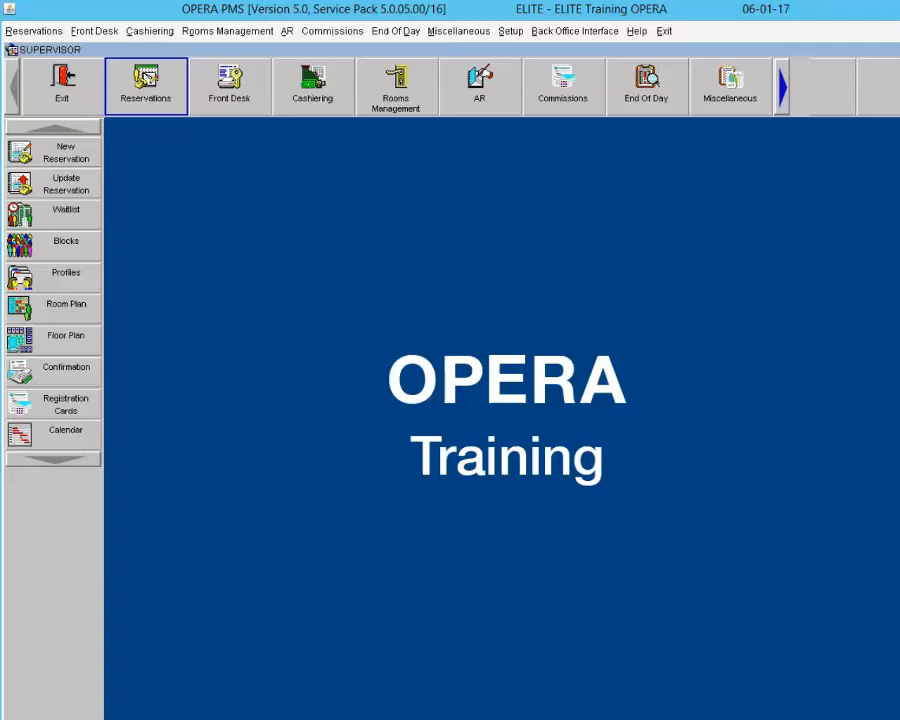 OPERA PMS [Version 5.0, Service Pack 5.0.05.00/16] ELITE - ELITE Training OPERA 06-01-17
Reservations Front Desk Cashiering Rooms Management AR Commissions End Of Day Miscellaneous Setup Back Office Interface Help Exit
SUPERVISOR
Exit Reservations Front Desk Cashiering Rooms Management AR Commissions End Of Day Miscellaneous
New
Reservation
Update
Reservation
Waitlist
Blocks
Profiles
Room Plan
Floor Plan
Confirmation
Registration
Cards
Calendar
OPERA
Training